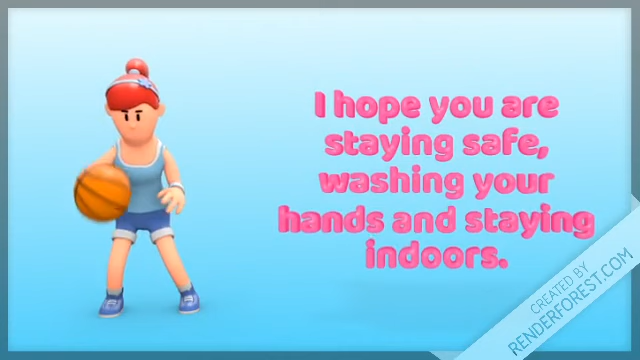 I hope you are
staying safe,
washing your
hands and staying
indoors.
CREATED BY
RENDERFOREST.COM